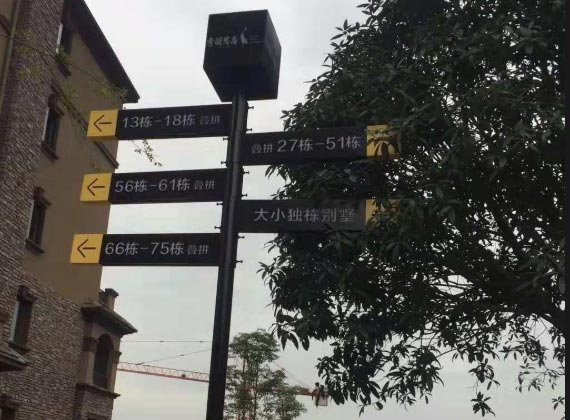 13栋-18栋 叠拼
叠拼 27栋-51栋
56栋-61栋 叠拼
大小独栋别墅
66栋-75栋 叠拼